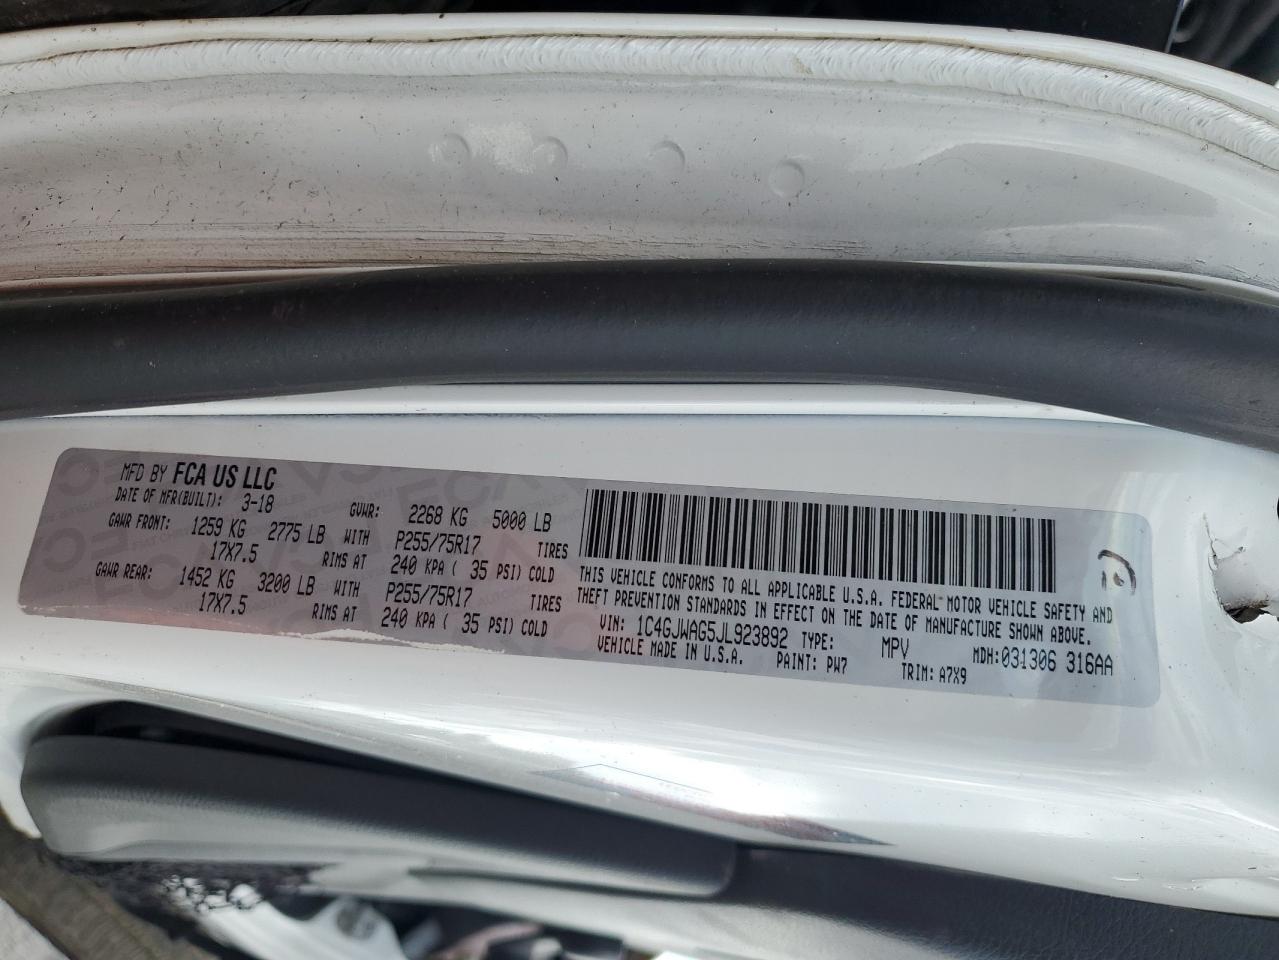 MFD BY FCA US LLC
DATE OF MFR(BUILT): 3-18 GVWR: 2268 KG 5000 LB
GAWR FRONT: 1259 KG 2775 LB WITH P255/75R17 TIRES
17X7.5 RIMS AT 240 KPA ( 35 PSI) COLD
GAWR REAR: 1452 KG 3200 LB WITH P255/75R17 TIRES
17X7.5 RIMS AT 240 KPA ( 35 PSI) COLD
THIS VEHICLE CONFORMS TO ALL APPLICABLE U.S.A. FEDERAL MOTOR VEHICLE SAFETY AND
THEFT PREVENTION STANDARDS IN EFFECT ON THE DATE OF MANUFACTURE SHOWN ABOVE.
VIN: 1C4GJWAG5JL923892 TYPE: MPV MDH:031306 316AA
VEHICLE MADE IN U.S.A. PAINT: PW7 TRIM: A7X9